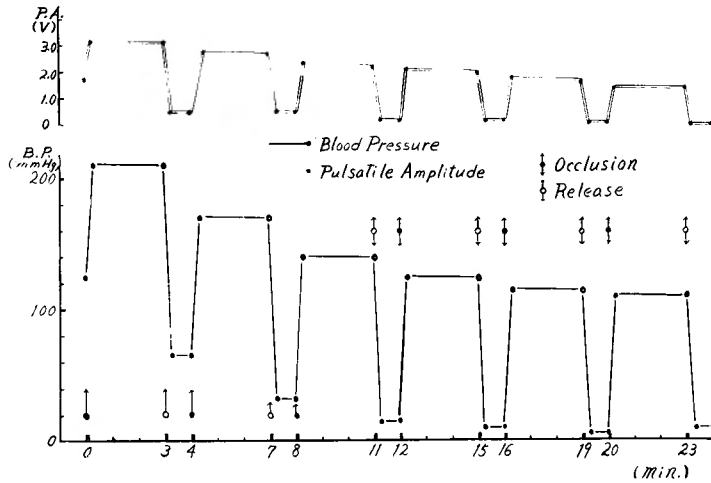 P.A.
(V)
3.0
2.0
1.0
0
B.P.
(mmHg)
200
100
0
Blood Pressure
Pulsatile Amplitude
Occlusion
Release
0 3 4 7 8 11 12 15 16 19 20 23
(min.)